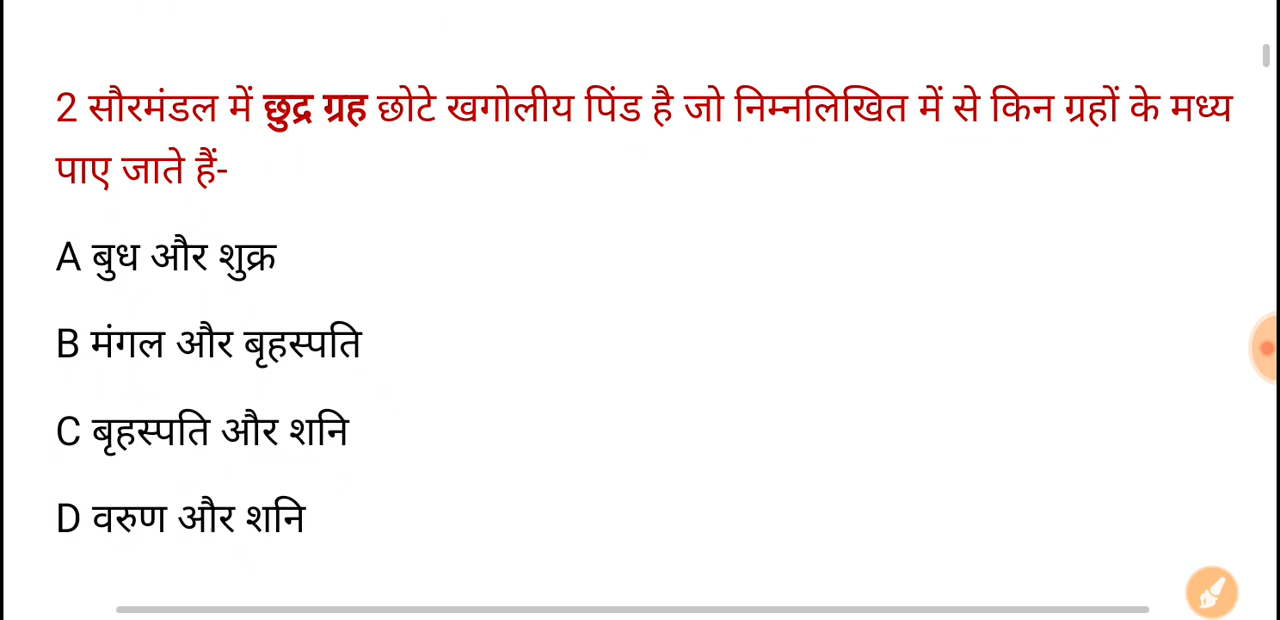 2 सौरमंडल में छुद्र ग्रह छोटे खगोलीय पिंड है जो निम्नलिखित में से किन ग्रहों के मध्य
पाए जाते हैं-
A बुध और शुक्र
B मंगल और बृहस्पति
C बृहस्पति और शनि
D वरुण और शनि